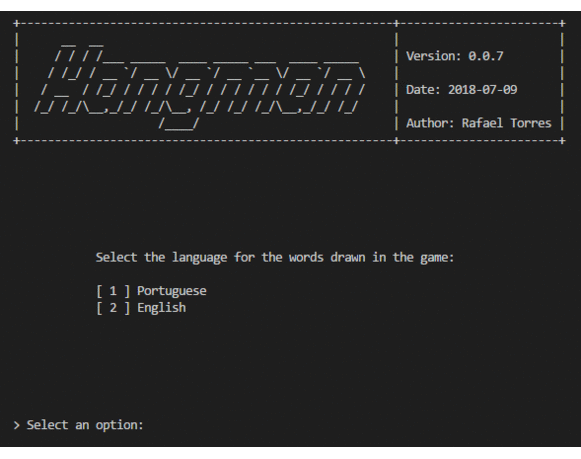 Hangman
Version: 0.0.7
Date: 2018-07-09
Author: Rafael Torres
Select the language for the words drawn in the game:
[ 1 ] Portuguese
[ 2 ] English
> Select an option: